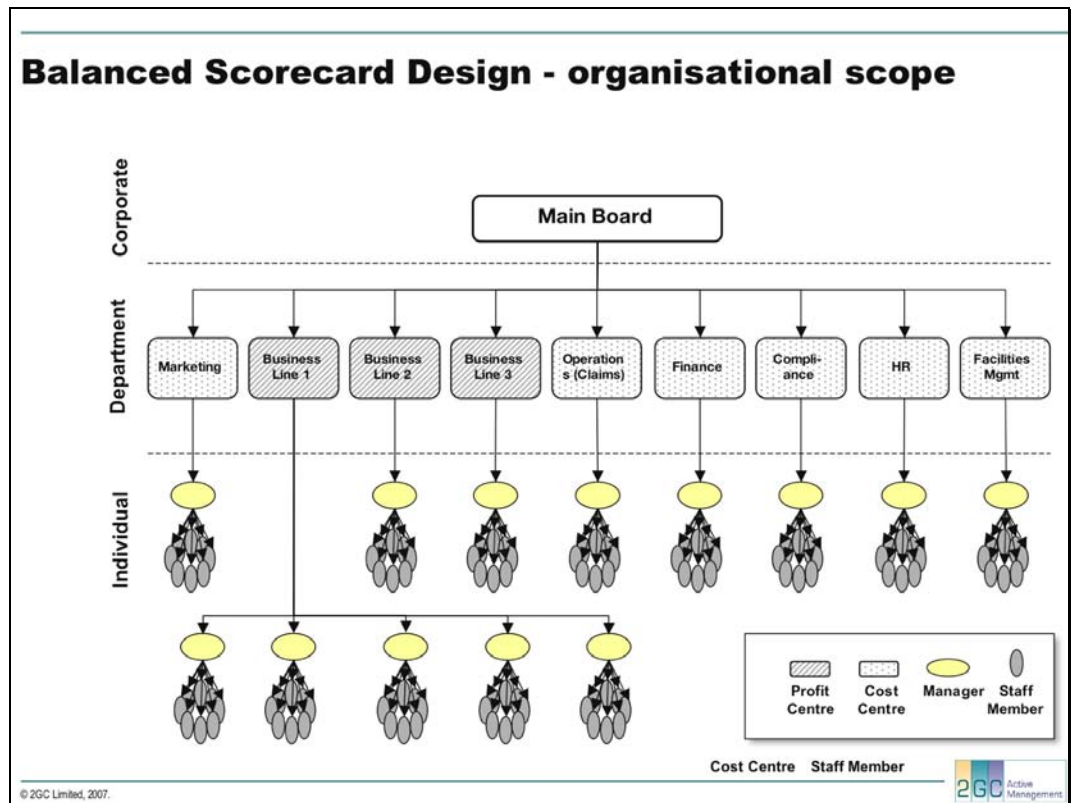 Balanced Scorecard Design - organisational scope
Corporate
Main Board
Department
Marketing
Business
Line 1
Business
Line 2
Business
Line 3
Operation
s (Claims)
Finance
Compli-
ance
HR
Facilities
Mgmt
Individual
Profit
Centre
Cost
Centre
Manager
Staff
Member
Cost Centre Staff Member
© 2GC Limited, 2007.
2GC Active
Management